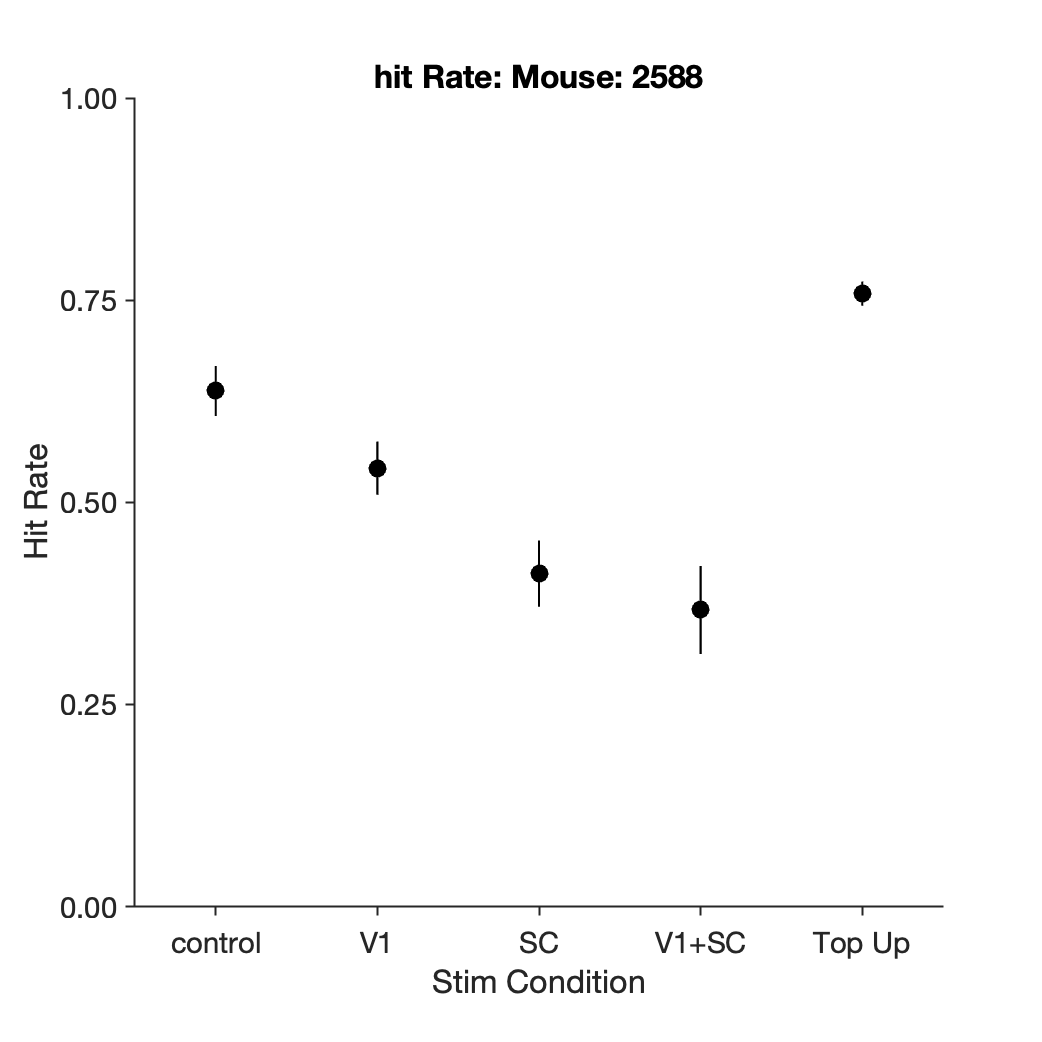 hit Rate: Mouse: 2588
1.00
0.75
0.50
0.25
0.00
Hit Rate
control V1 SC V1+SC Top Up
Stim Condition